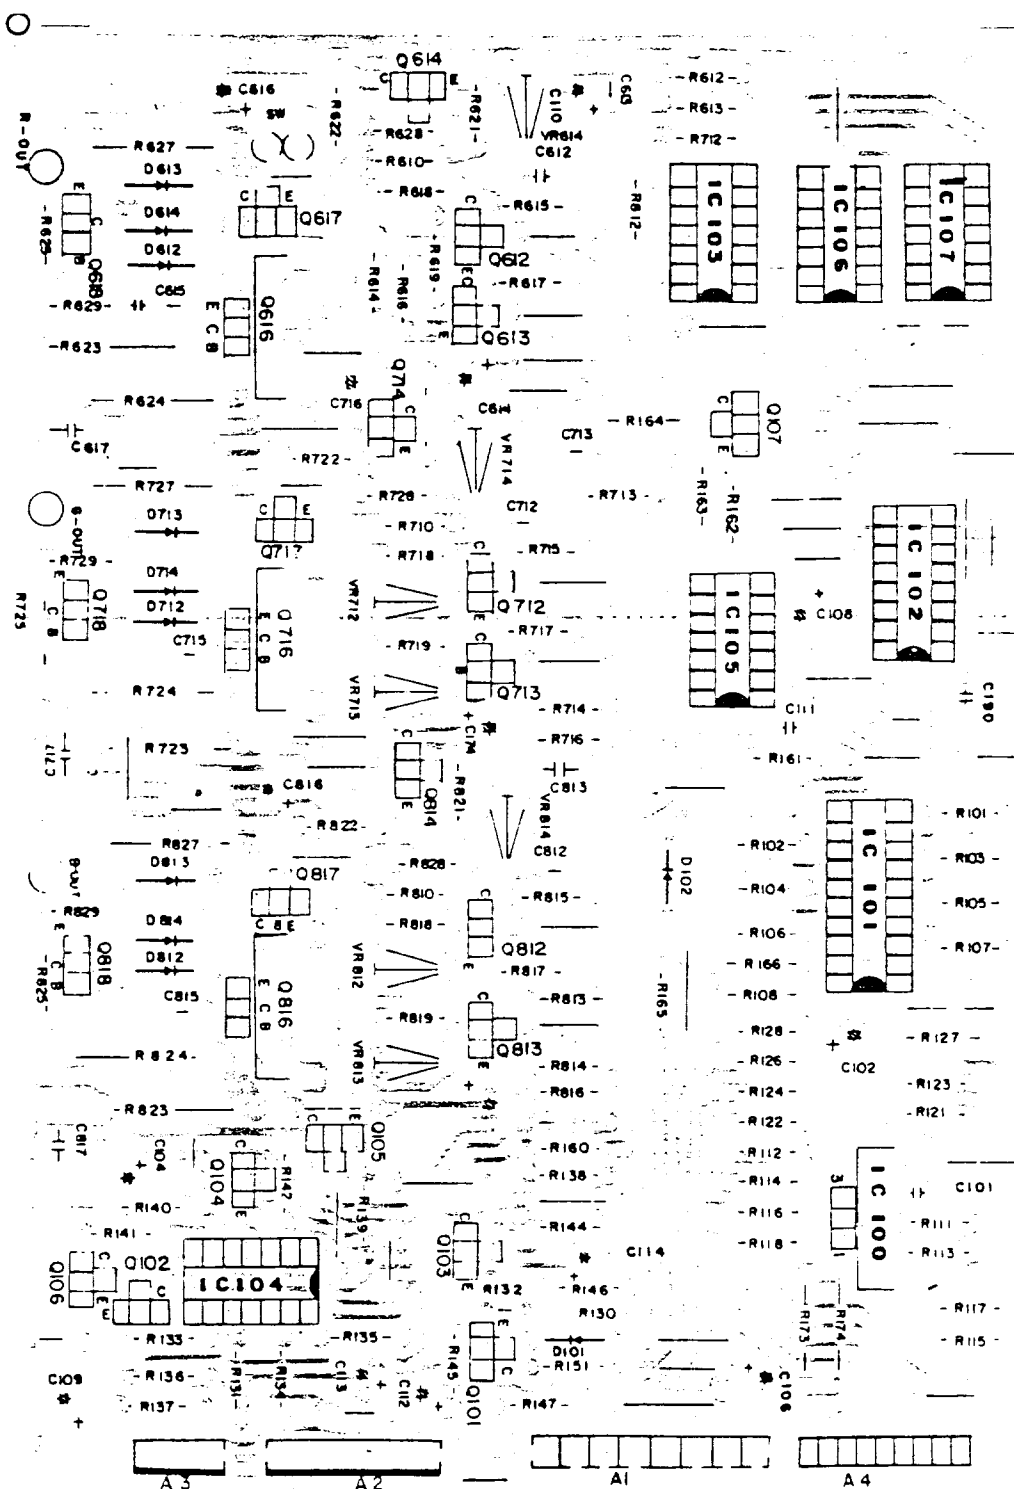 Q614
C E
C616
+
SW
R622
R628
R610
R618
R621
C110
VR614
C612
+
R612
R613
R712
R-OUT
R627
D613
D614
D612
E
C
B
R625
Q618
C E
Q617
R615
R812
IC 103
IC 106
IC 107
C
Q612
E
R619
R614
R616
R617
C615
R629
R623
E
C
B
Q616
Q613
E
+
Q714
C
E
C716
C614
R624
C617
R722
VR714
C713
R164
C
E
Q107
R727
D713
C E
Q717
R728
R710
R718
C712
R713
R163
R162
R715
G-OUT
R729
D714
D712
E
C
B
Q718
R725
C715
E
C
B
Q716
VR712
R719
VR713
C
Q712
R717
B
Q713
IC 105
+
C108
IC 102
R724
R714
R716
+
C174
C111
C190
R161
R723
C816
+
Q814
E
R821
C813
R822
VR814
C812
R827
D813
Q817
C B E
R828
R810
R818
R815
D102
R102
R104
R106
R166
R108
IC 101
R101
R103
R105
R107
R829
E
C
B
Q818
R825
D814
D812
C815
E
C
B
Q816
VR812
R819
VR813
C
Q812
E
R817
R813
C
Q813
E
R814
R816
+
R165
R128
R126
R124
R122
R112
R114
R116
R118
+
C102
R127
R123
R121
R824
R823
C817
C104
+
C E
Q105
C
Q104
R147
R139
R160
R138
R144
3
1
IC 100
C101
R111
R113
R140
R141
C
E
Q106
Q102
C
E
IC104
C
Q103
E
R132
C114
+
R146
R130
R173
R174
R117
R115
R133
R135
R145
E
C
Q101
D101
R151
R147
C109
+
R136
R137
R131
R134
C113
+
C112
+
+
C106
A3
A2
A1
A4